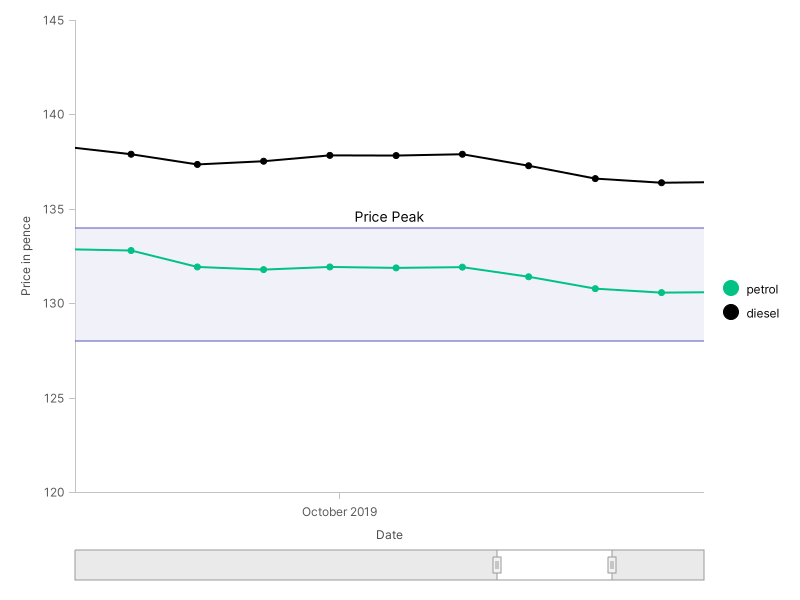 145
140
135
130
125
120
Price in pence
Price Peak
petrol
diesel
October 2019
Date